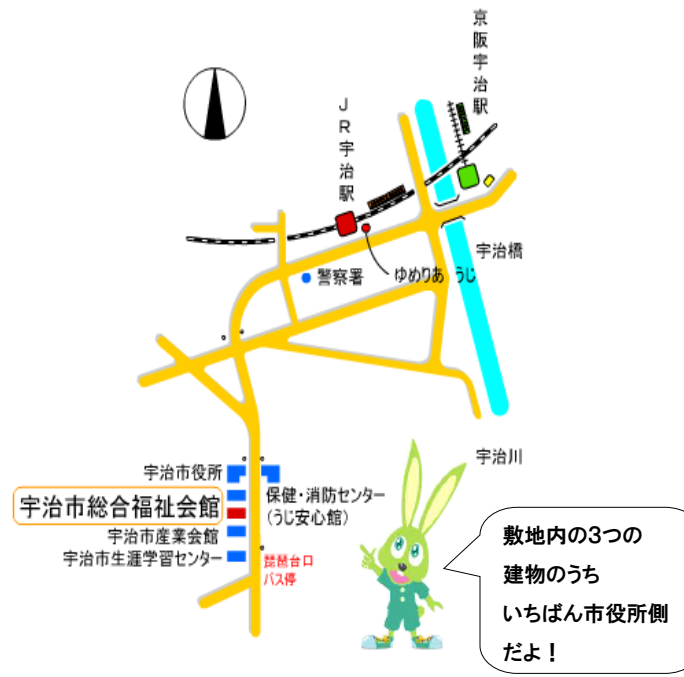 京阪宇治駅
JR宇治駅
宇治橋
警察署
ゆめりあ うじ
宇治川
宇治市役所
宇治市総合福祉会館
保健・消防センター
(うじ安心館)
宇治市産業会館
宇治市生涯学習センター
琵琶台口
バス停
敷地内の3つの
建物のうち
いちばん市役所側
だよ！